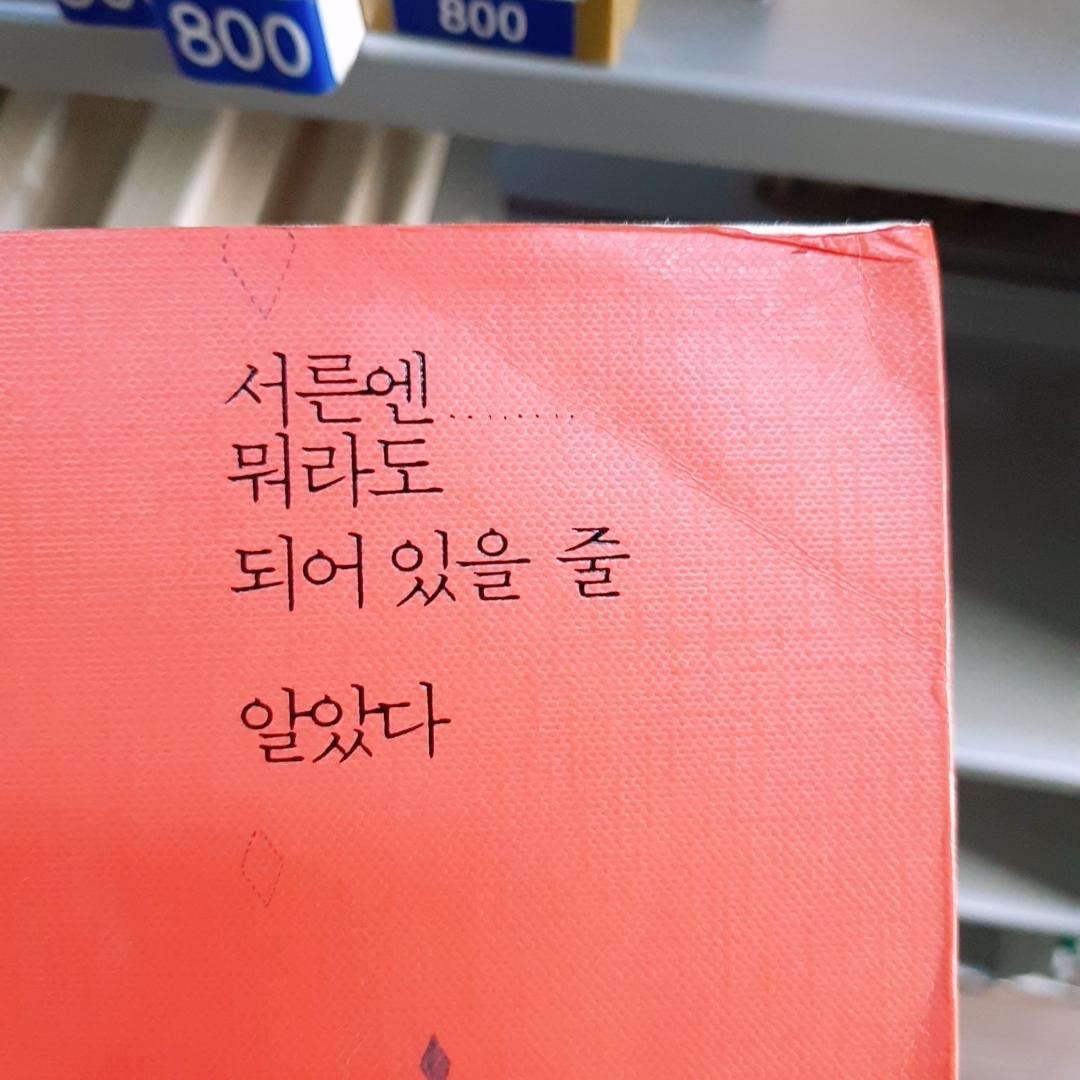 800
800
서른엔.........
뭐라도
되어 있을 줄
알았다